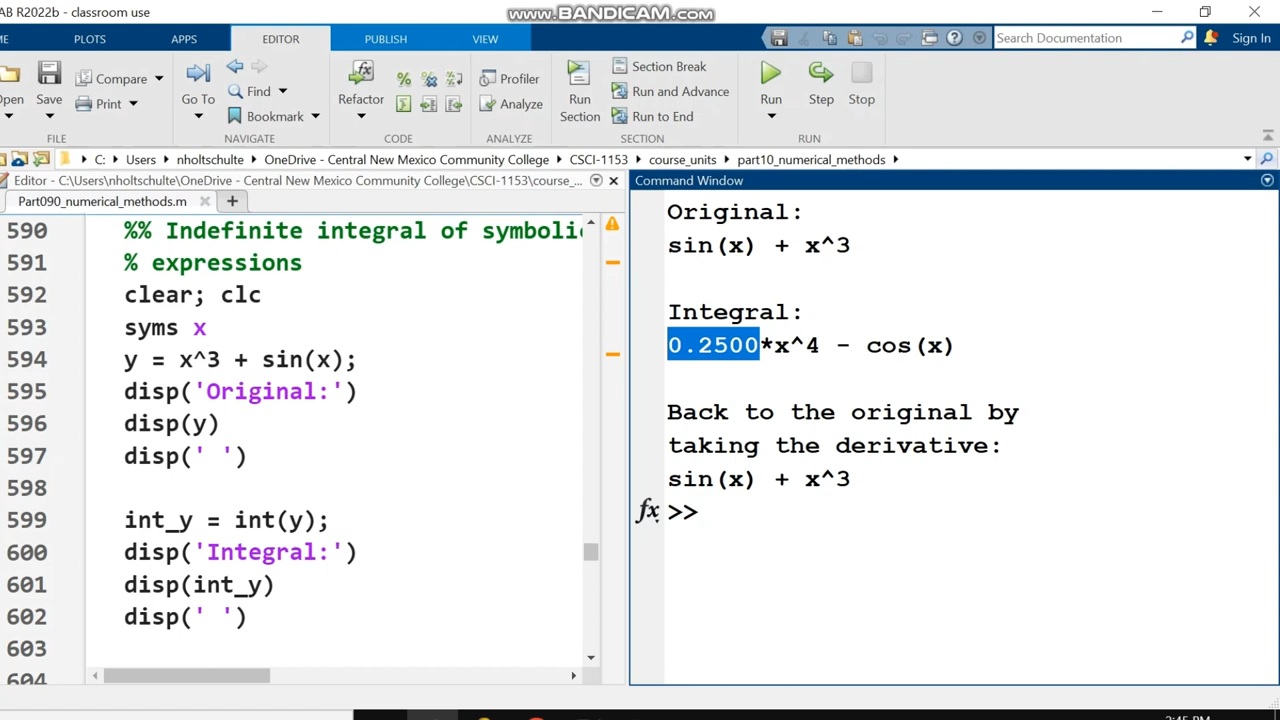 AB R2022b - classroom use
www.BANDICAM.com
ME PLOTS APPS EDITOR PUBLISH VIEW
Search Documentation
Sign In
Open
Save
Compare
Print
FILE
Go To
Find
Bookmark
NAVIGATE
Refactor
CODE
Profiler
Analyze
ANALYZE
Run
Section
Section Break
Run and Advance
Run to End
SECTION
Run
Step
Stop
RUN
C: Users nholtschulte OneDrive - Central New Mexico Community College CSCI-1153 course_units part10_numerical_methods
Editor - C:\Users\nholtschulte\OneDrive - Central New Mexico Community College\CSCI-1153\course_...
Part090_numerical_methods.m
590 %% Indefinite integral of symbolic
591 % expressions
592 clear; clc
593 syms x
594 y = x^3 + sin(x);
595 disp('Original:')
596 disp(y)
597 disp(' ')
598
599 int_y = int(y);
600 disp('Integral:')
601 disp(int_y)
602 disp(' ')
603
604
Command Window
Original:
sin(x) + x^3
Integral:
0.2500*x^4 - cos(x)
Back to the original by
taking the derivative:
sin(x) + x^3
fx >>
2:45 PM